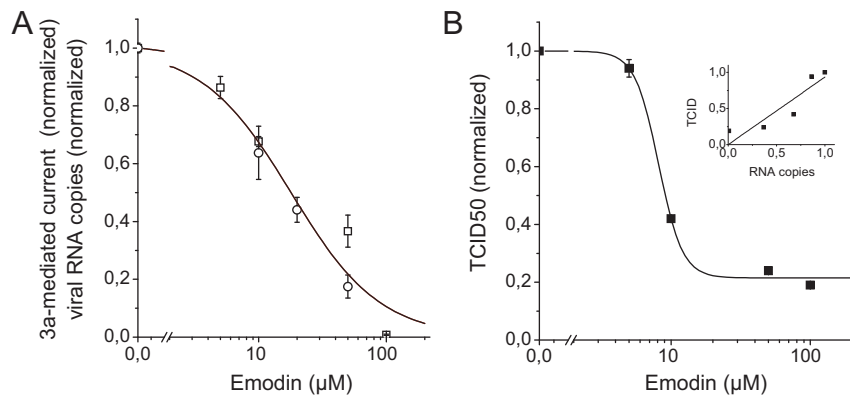 A
3a-mediated current (normalized)
viral RNA copies (normalized)
1,0
0,8
0,6
0,4
0,2
0,0
0,0
10
100
Emodin (µM)
B
TCID50 (normalized)
1,0
0,8
0,6
0,4
0,2
0,0
0,0
10
100
Emodin (µM)
TCID
1,0
0,5
0,0
0,0
0,5
1,0
RNA copies